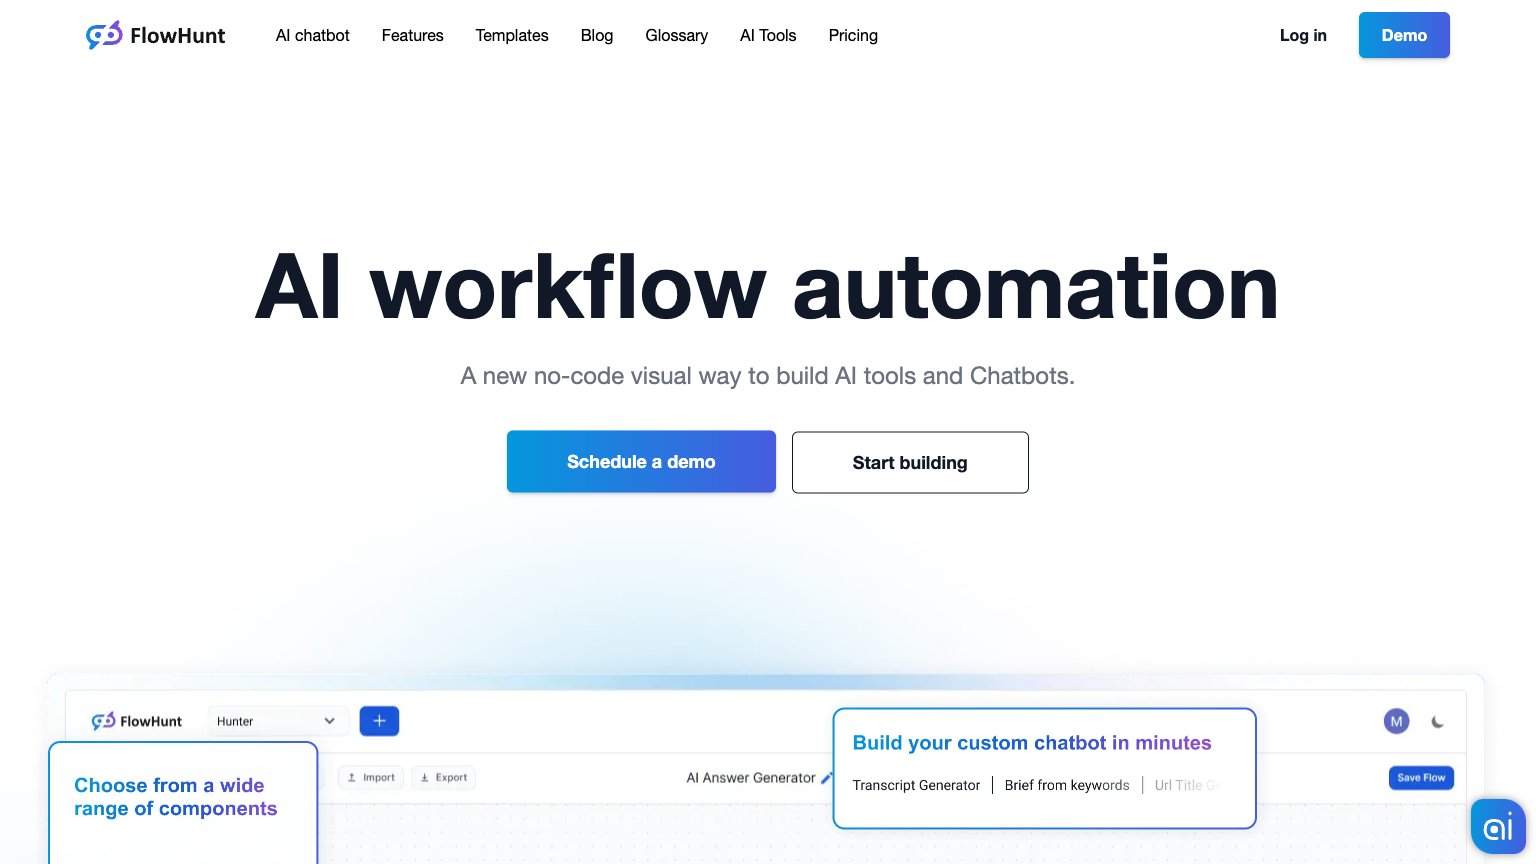 FlowHunt
AI chatbot
Features
Templates
Blog
Glossary
AI Tools
Pricing
Log in
Demo
AI workflow automation
A new no-code visual way to build AI tools and Chatbots.
Schedule a demo
Start building
FlowHunt
Hunter
M
Build your custom chatbot in minutes
Transcript Generator
Brief from keywords
Url Title
Choose from a wide
range of components
Import
Export
AI Answer Generator
Save Flow
ai